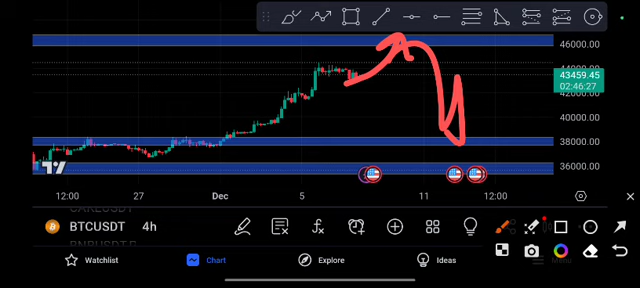 46000.00
44000.00
43459.45
02:46:27
42000.00
40000.00
38000.00
36000.00
12:00 27 Dec 5 11 12:00
BTCUSDT 4h
Watchlist Chart Explore Ideas